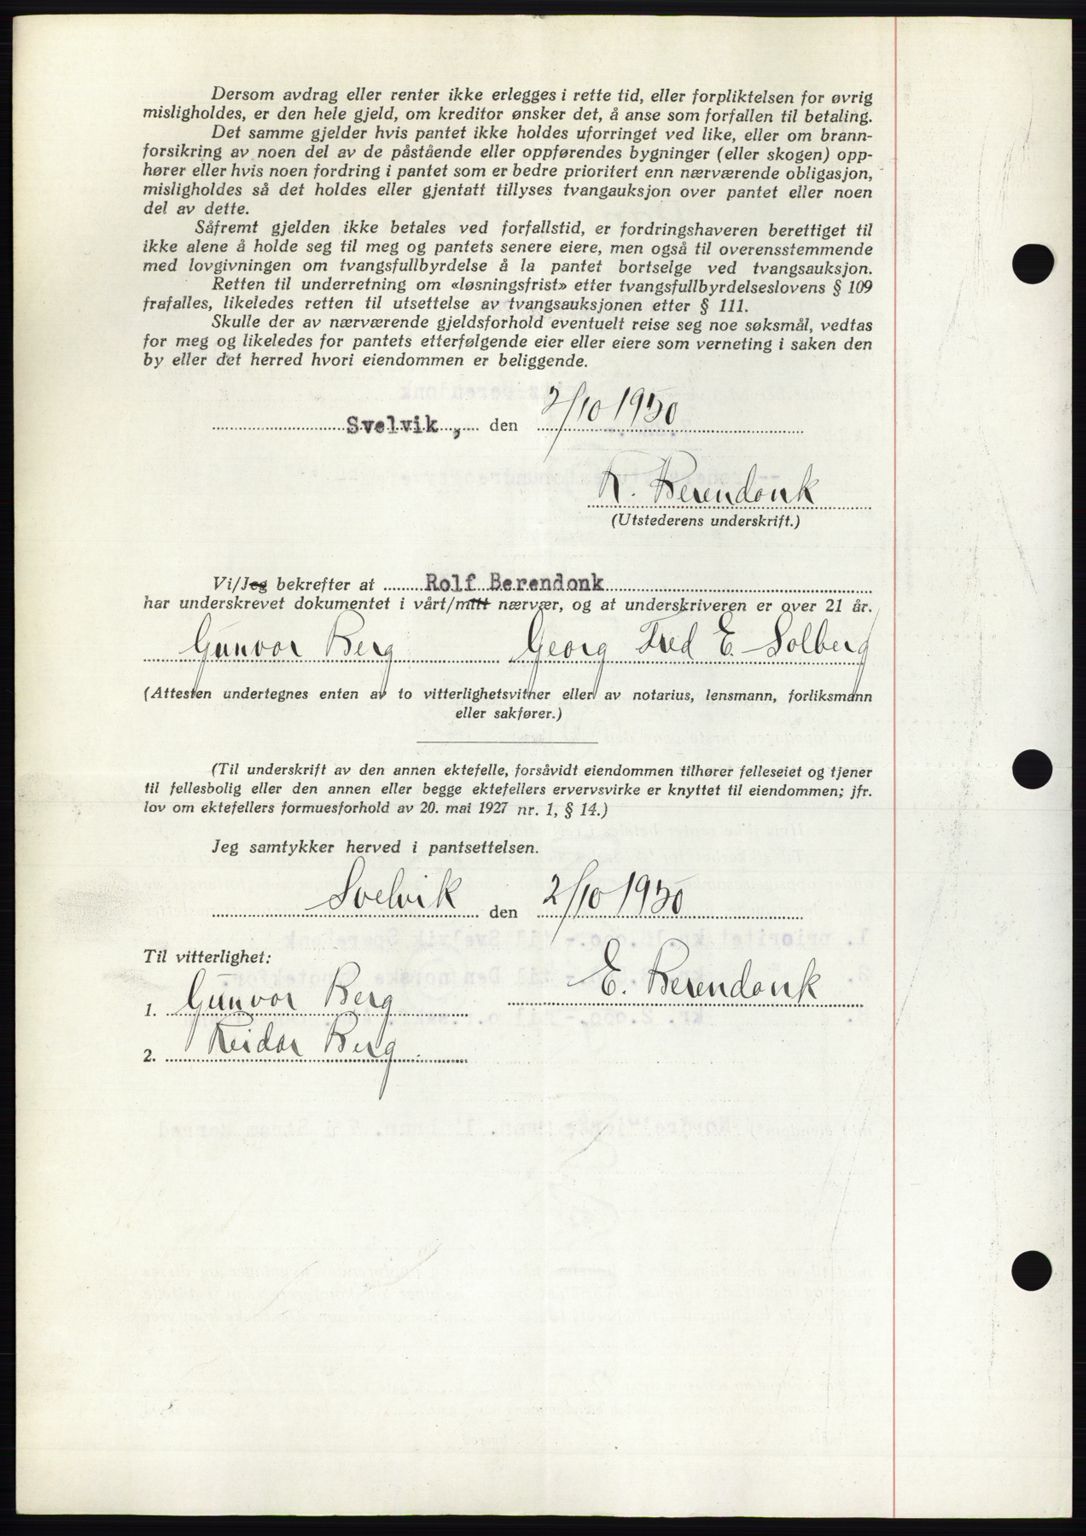 Dersom avdrag eller renter ikke erlegges i rette tid, eller forpliktelsen for øvrig
misligholdes, er den hele gjeld, om kreditor ønsker det, å anse som forfallen til betaling.
Det samme gjelder hvis pantet ikke holdes uforringet ved like, eller om brann-
forsikring av noen del av de påstående eller oppførendes bygninger (eller skogen) opp-
hører eller hvis noen fordring i pantet som er bedre prioritert enn nærværende obligasjon,
misligholdes så det holdes eller gjentatt tillyses tvangauksjon over pantet eller noen
del av dette.
Såfremt gjelden ikke betales ved forfallstid, er fordringshaveren berettiget til
ikke alene å holde seg til meg og pantets senere eiere, men også til overensstemmende
med lovgivningen om tvangsfullbyrdelse å la pantet bortselge ved tvangsauksjon.
Retten til underretning om «løsningsfrist» etter tvangsfullbyrdelseslovens § 109
frafalles, likeledes retten til utsettelse av tvangsauksjonen etter § 111.
Skulle der av nærværende gjeldsforhold eventuelt reise seg noe søksmål, vedtas
for meg og likeledes for pantets etterfølgende eier eller eiere som verneting i saken den
by eller det herred hvori eiendommen er beliggende.
Svelvik, den 2/10 1950
R. Berendonk
(Utstederens underskrift.)
Vi/Jeg bekrefter at Rolf Berendonk
har underskrevet dokumentet i vårt/mitt nærvær, og at underskriveren er over 21 år.
Gunvor Berg Georg Fred E. Solberg
(Attesten undertegnes enten av to vitterlighetsvitner eller av notarius, lensmann, forliksmann
eller sakfører.)
(Til underskrift av den annen ektefelle, forsåvidt eiendommen tilhører felleseiet og tjener
til fellesbolig eller den annen eller begge ektefellers ervervsvirke er knyttet til eiendommen; jfr.
lov om ektefellers formuesforhold av 20. mai 1927 nr. 1, § 14.)
Jeg samtykker herved i pantsettelsen.
Svelvik den 2/10 1950
Til vitterlighet:
E. Berendonk
1. Gunvor Berg
2. Reidar Berg